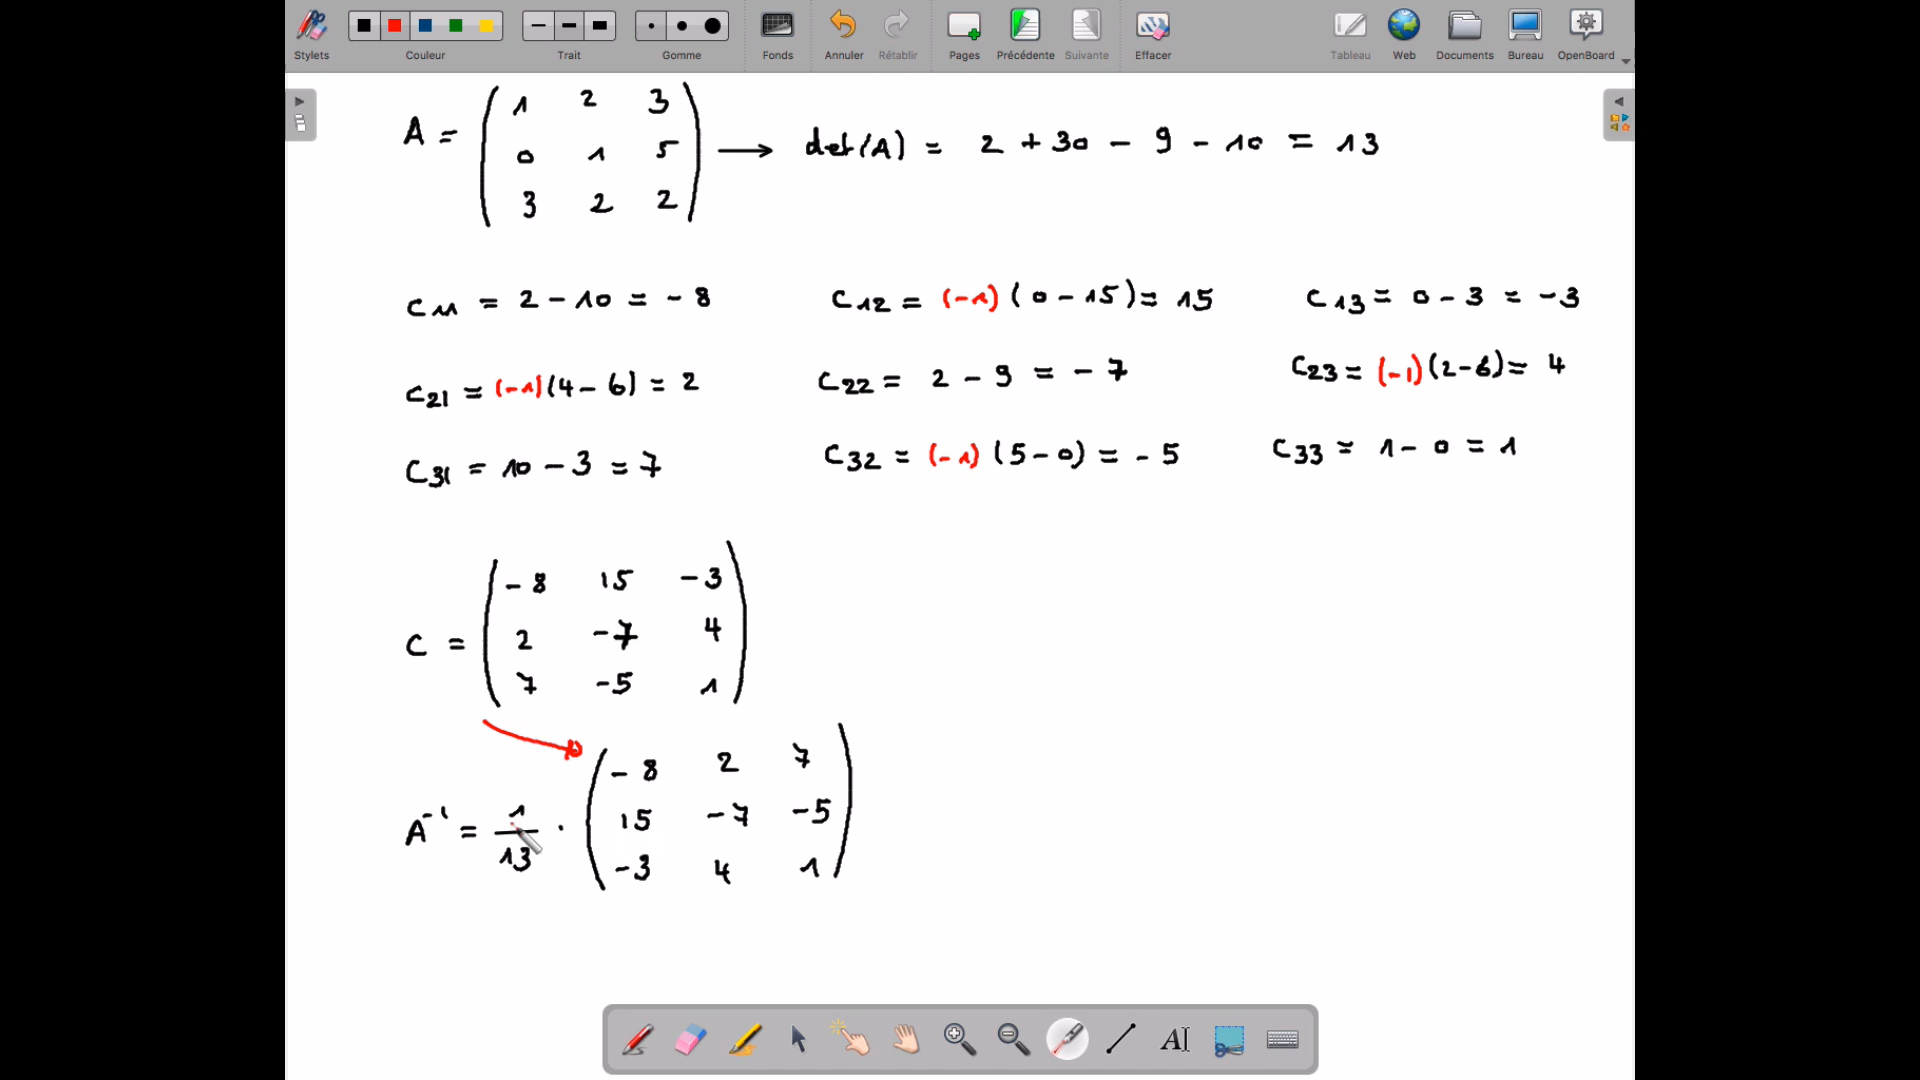 Stylets Couleur Trait Gomme Fonds Annuler Rétablir Pages Précédente Suivante Effacer Tableau Web Documents Bureau OpenBoard
A = ( 1 2 3
0 1 5
3 2 2 ) → det(A) = 2 + 30 - 9 - 10 = 13
C11 = 2 - 10 = -8 C12 = (-1) (0 - 15) = 15 C13 = 0 - 3 = -3
C21 = (-1)(4 - 6) = 2 C22 = 2 - 9 = -7 C23 = (-1)(2-6) = 4
C31 = 10 - 3 = 7 C32 = (-1) (5 - 0) = -5 C33 = 1 - 0 = 1
C = ( -8 15 -3
2 -7 4
7 -5 1 )
A⁻¹ = 1/13 · ( -8 2 7
15 -7 -5
-3 4 1 )
AI